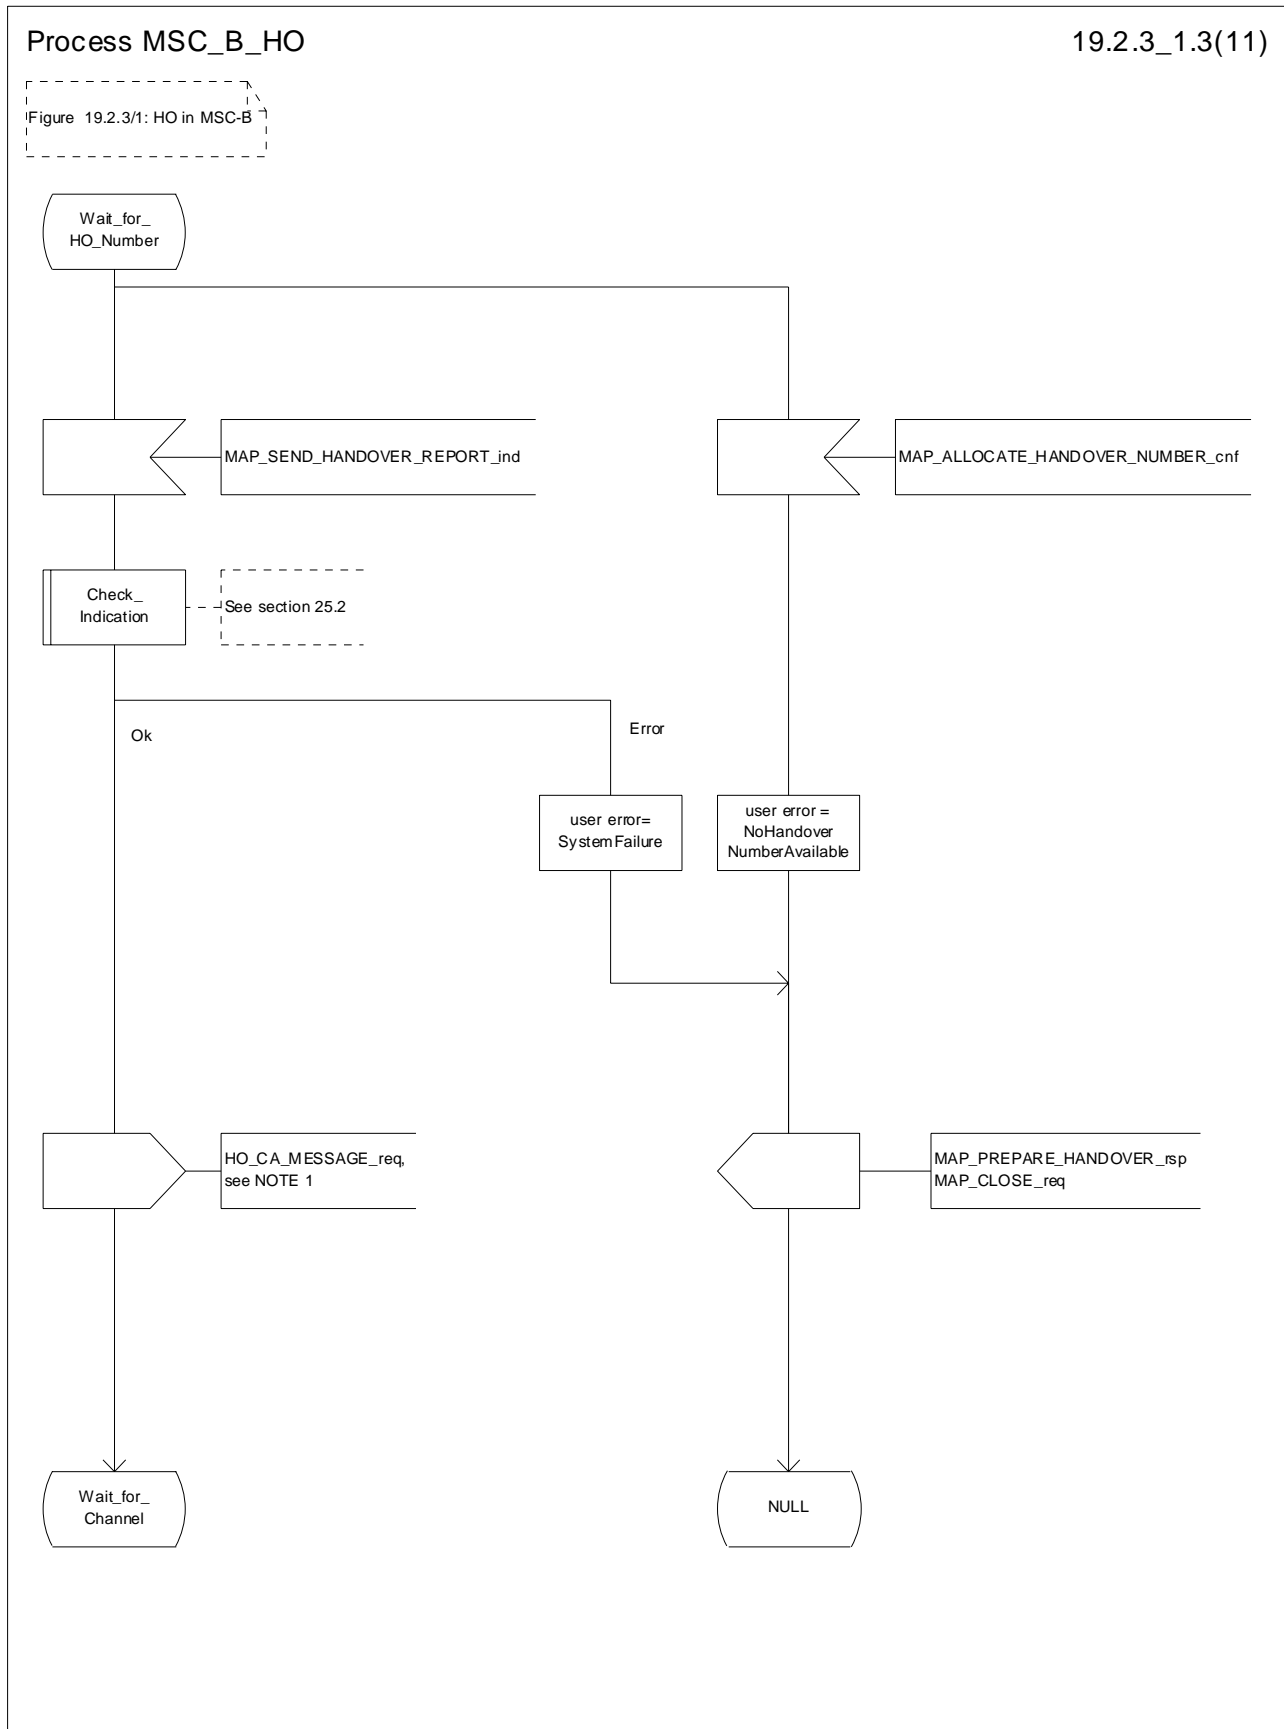 Process MSC_B_HO
19.2.3_1.3(11)
Figure 19.2.3/1: HO in MSC-B
Wait_for_
HO_Number
MAP_SEND_HANDOVER_REPORT_ind
MAP_ALLOCATE_HANDOVER_NUMBER_cnf
Check_
Indication
See section 25.2
Ok
Error
user error=
SystemFailure
user error =
NoHandover
NumberAvailable
HO_CA_MESSAGE_req,
see NOTE 1
MAP_PREPARE_HANDOVER_rsp
MAP_CLOSE_req
Wait_for_
Channel
NULL